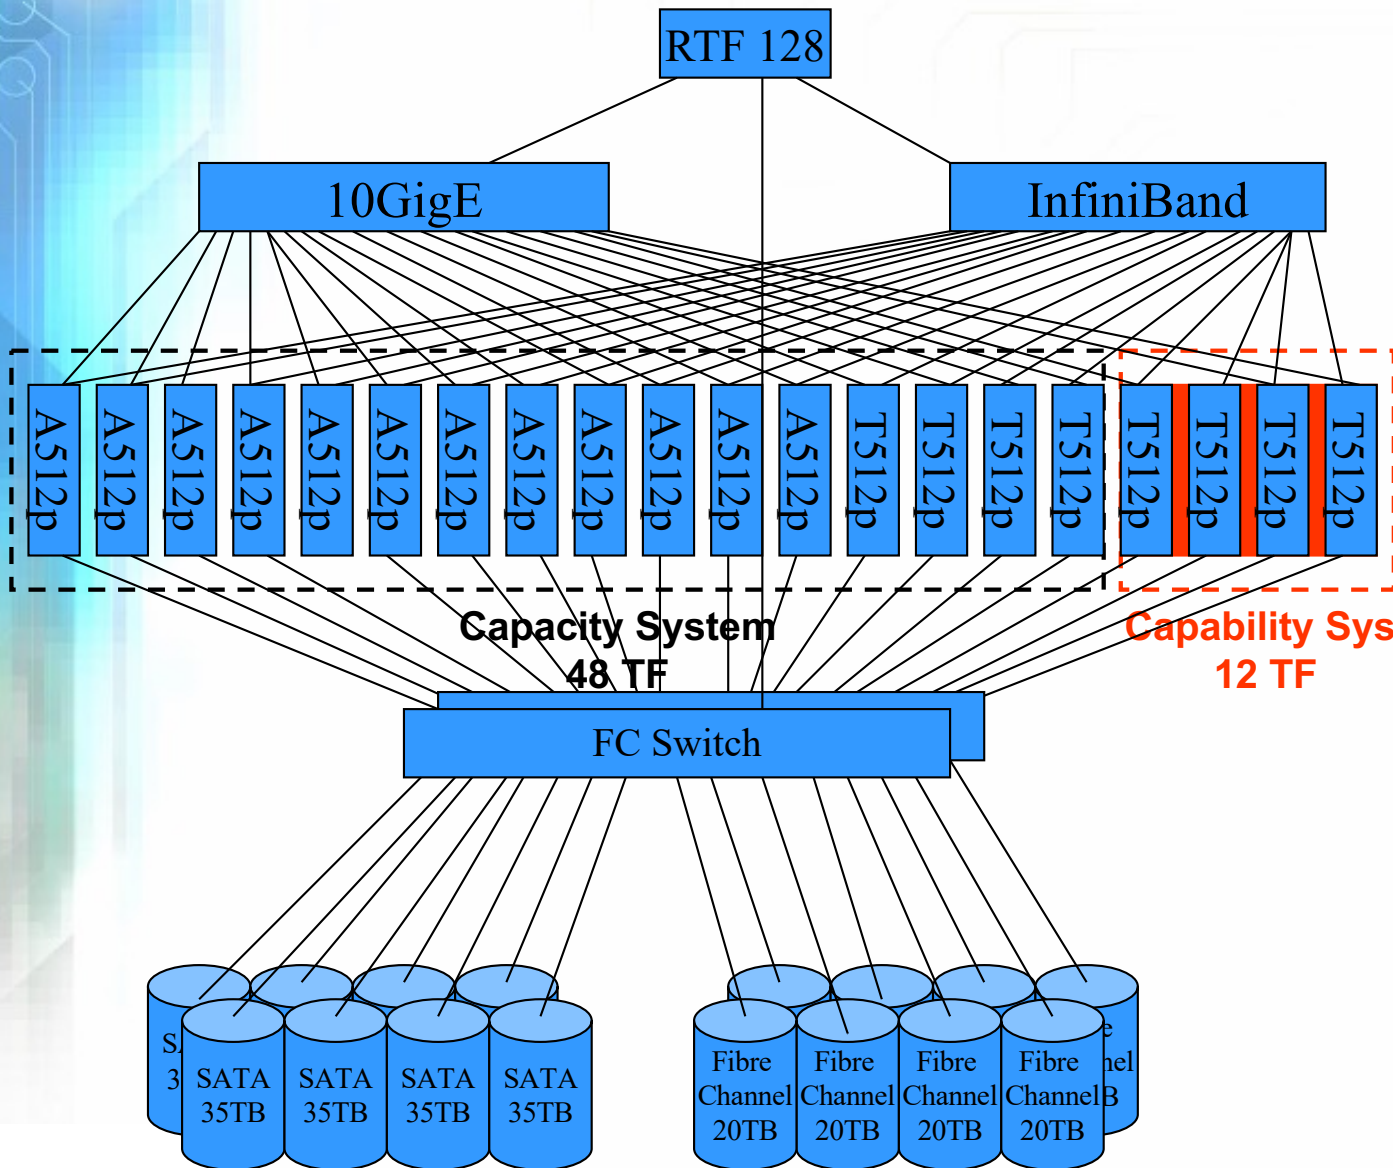 RTF 128
10GigE
InfiniBand
A512p
A512p
A512p
A512p
A512p
A512p
A512p
A512p
A512p
A512p
A512p
A512p
T512p
T512p
T512p
T512p
T512p
T512p
T512p
T512p
Capacity System
48 TF
Capability Sys
12 TF
FC Switch
SATA
35TB
SATA
35TB
SATA
35TB
SATA
35TB
Fibre
Channel
20TB
Fibre
Channel
20TB
Fibre
Channel
20TB
Fibre
Channel
20TB